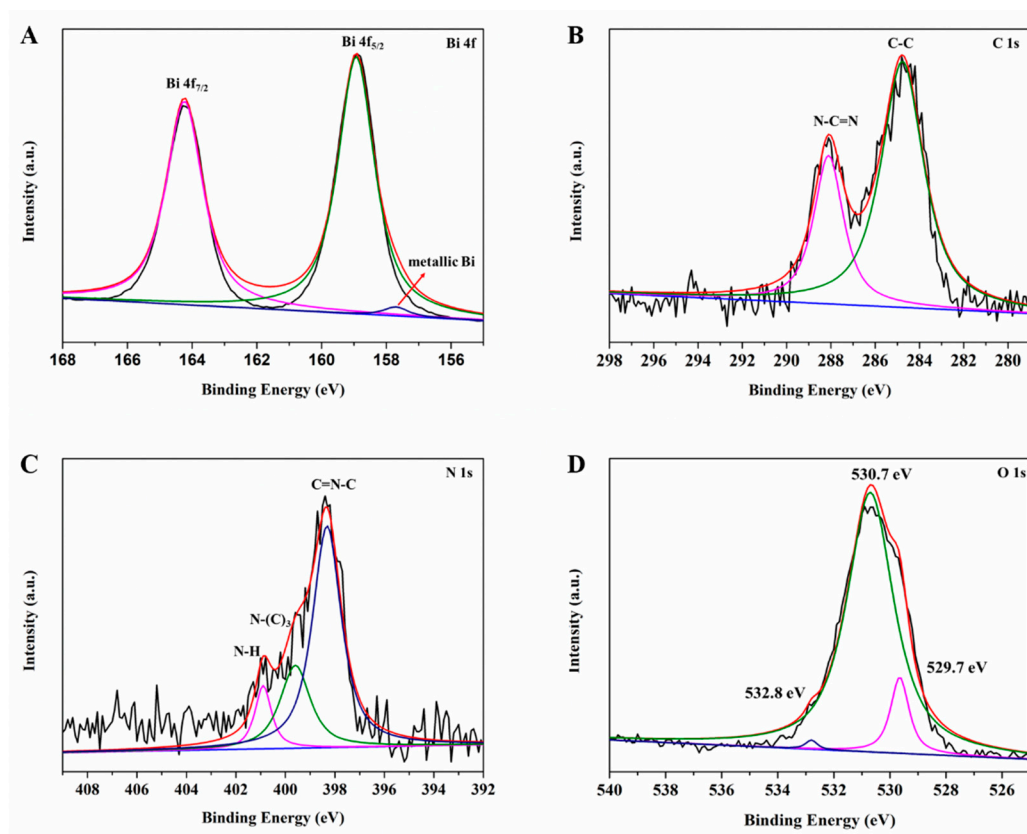 A
Bi 4f5/2
Bi 4f
Bi 4f7/2
metallic Bi
Intensity (a.u.)
168 166 164 162 160 158 156
Binding Energy (eV)
B
C-C
C 1s
N-C=N
Intensity (a.u.)
298 296 294 292 290 288 286 284 282 280
Binding Energy (eV)
C
N 1s
C=N-C
N-(C)3
N-H
Intensity (a.u.)
408 406 404 402 400 398 396 394 392
Binding Energy (eV)
D
530.7 eV
O 1s
529.7 eV
532.8 eV
Intensity (a.u.)
540 538 536 534 532 530 528 526
Binding Energy (eV)